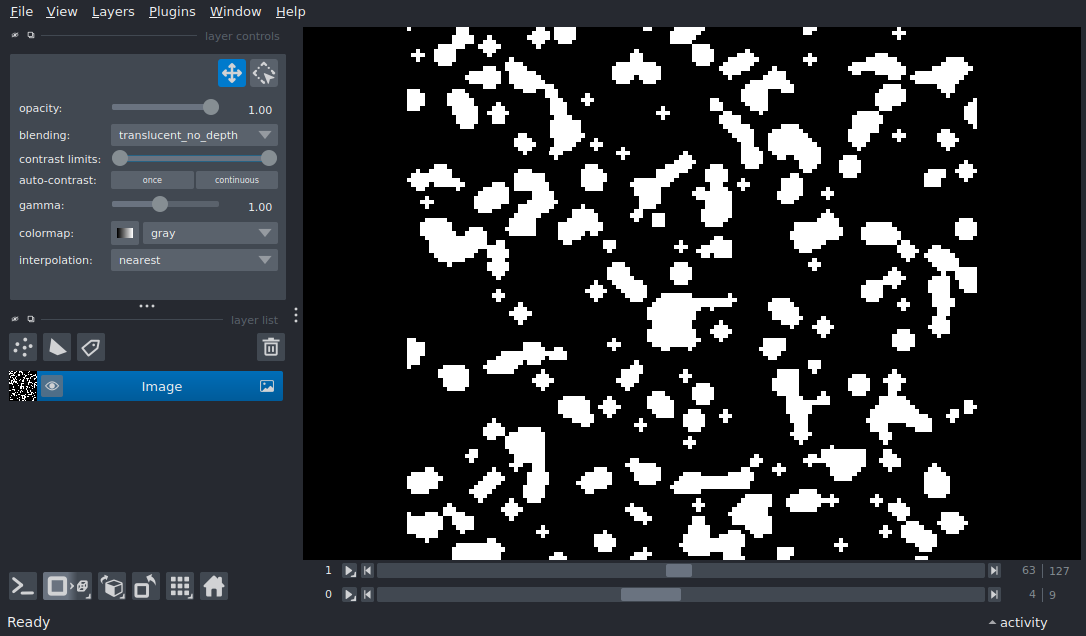 File View Layers Plugins Window Help
layer controls
opacity: 1.00
blending: translucent_no_depth
contrast limits:
auto-contrast: once continuous
gamma: 1.00
colormap: gray
interpolation: nearest
layer list
Image
1 63 127
0 4 9
Ready activity